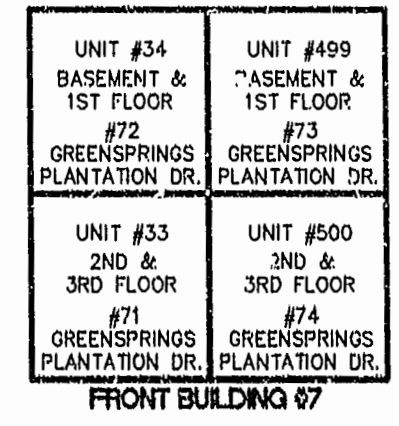 UNIT #34
BASEMENT &
1ST FLOOR
#72
GREENSPRINGS
PLANTATION DR.
UNIT #499
BASEMENT &
1ST FLOOR
#73
GREENSPRINGS
PLANTATION DR.
UNIT #33
2ND &
3RD FLOOR
#71
GREENSPRINGS
PLANTATION DR.
UNIT #500
2ND &
3RD FLOOR
#74
GREENSPRINGS
PLANTATION DR.
FRONT BUILDING #7